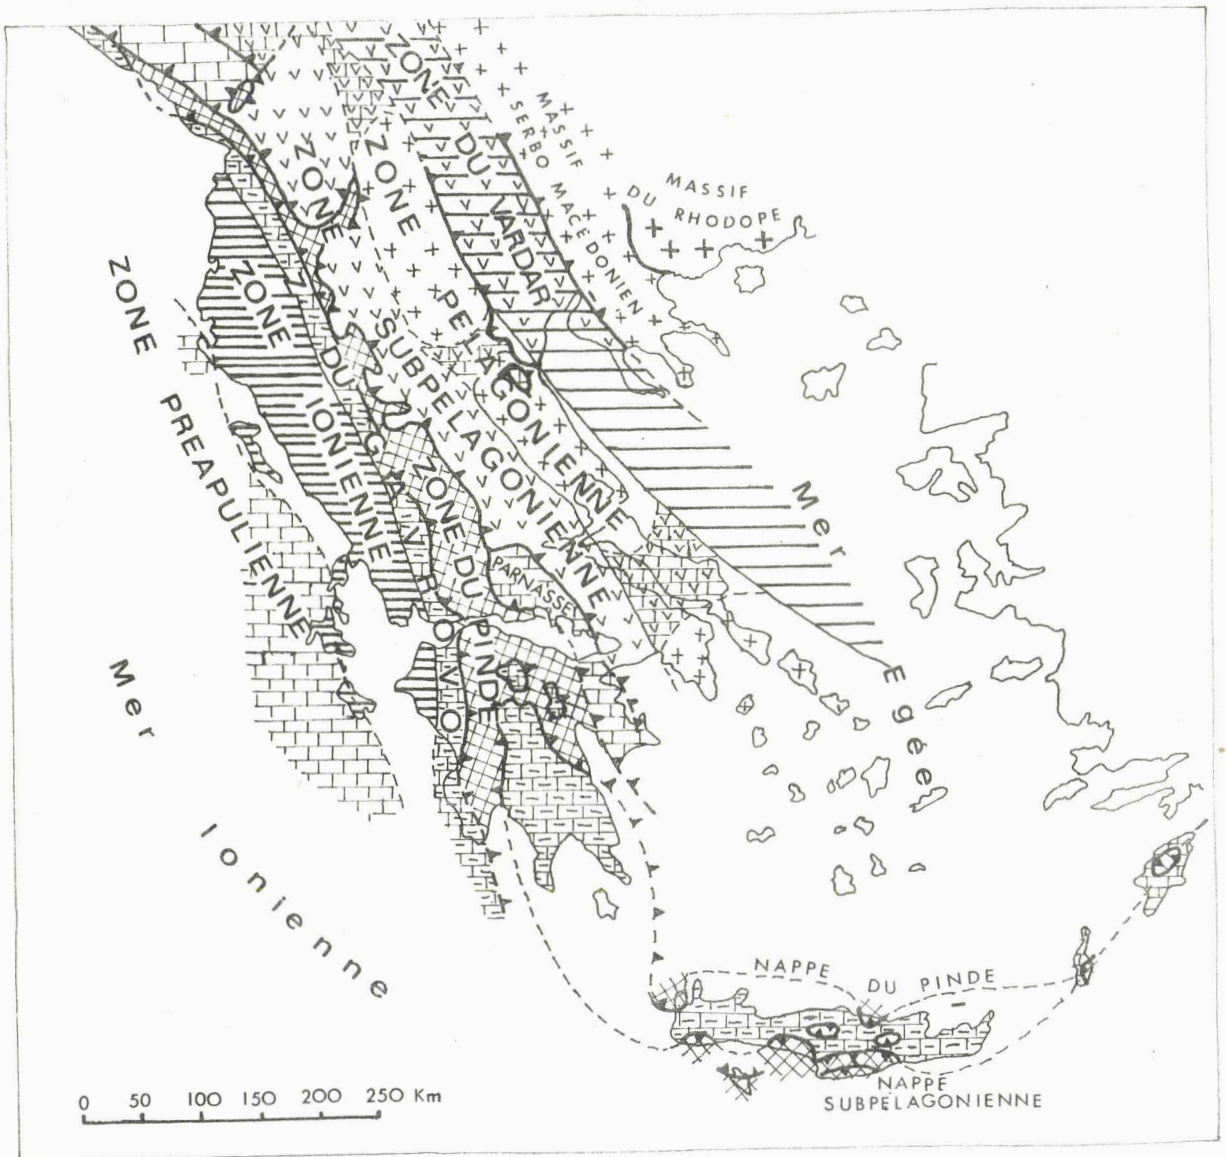 ZONE DU VARDAR
MASSIF
SERBO MACÉDONIEN
MASSIF
DU RHODOPE
ZONE PELAGONIENNE
ZONE SUBPELAGONIENNE
ZONE PREAPULIENNE
ZONE IONIENNE
ZONE DU GAVROVO
ZONE DU PINDE
PARNASSE
Mer Egée
Mer Ionienne
NAPPE DU PINDE
NAPPE
SUBPÉLAGONIENNE
0 50 100 150 200 250 Km